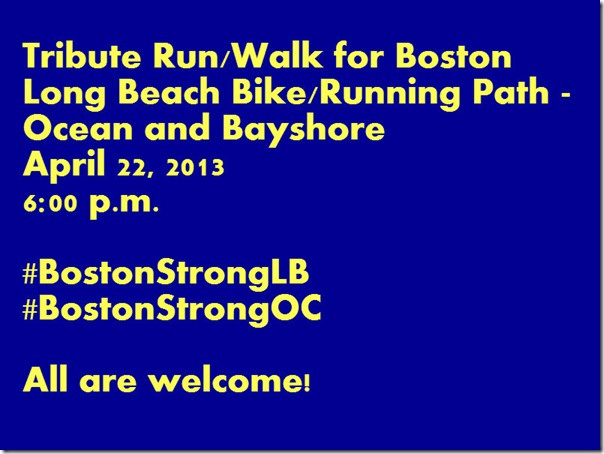 Tribute Run/Walk for Boston
Long Beach Bike/Running Path -
Ocean and Bayshore
April 22, 2013
6:00 p.m.
#BostonStrongLB
#BostonStrongOC
All are welcome!